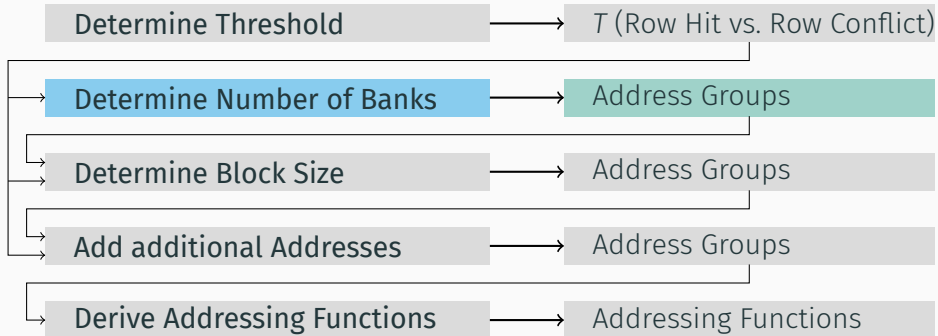 Determine Threshold
T (Row Hit vs. Row Conflict)
Determine Number of Banks
Address Groups
Determine Block Size
Address Groups
Add additional Addresses
Address Groups
Derive Addressing Functions
Addressing Functions